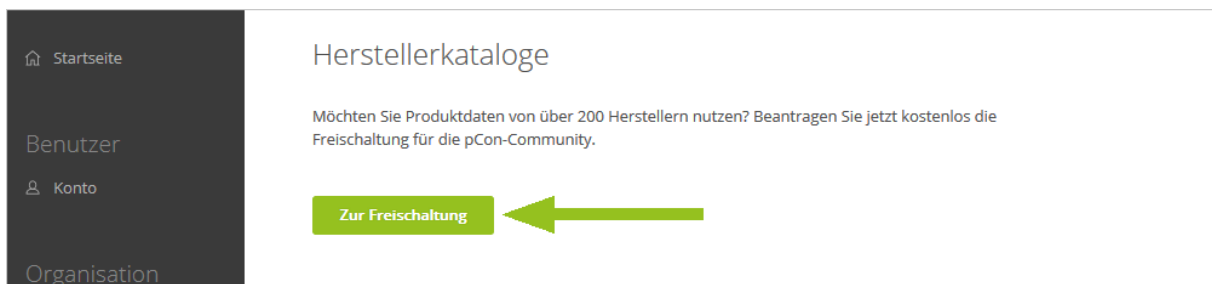 Startseite
Benutzer
Konto
Organisation
Herstellerkataloge
Möchten Sie Produktdaten von über 200 Herstellern nutzen? Beantragen Sie jetzt kostenlos die
Freischaltung für die pCon-Community.
Zur Freischaltung